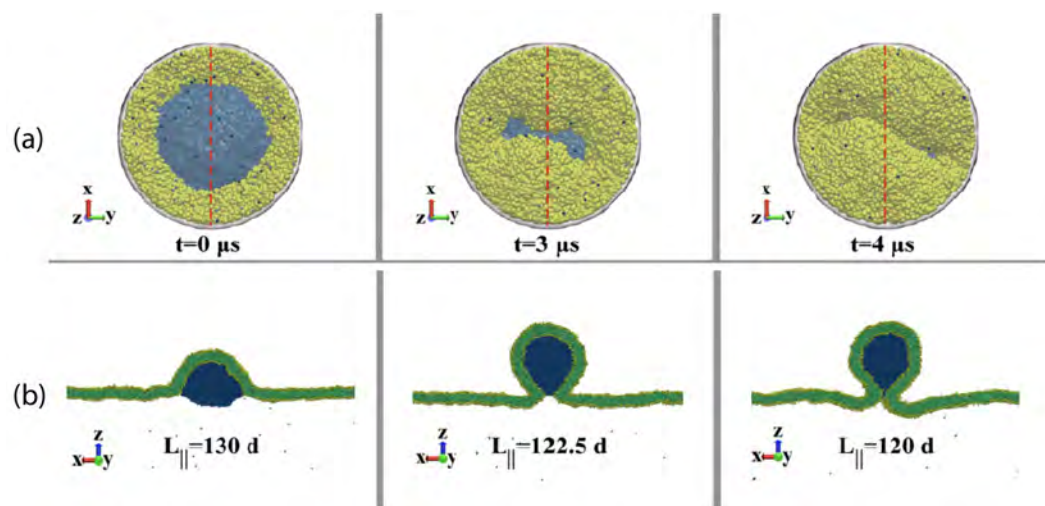 (a)
x
z y
t=0 μs
x
z y
t=3 μs
x
z y
t=4 μs
(b)
z
x y
L||=130 d
z
x y
L||=122.5 d
z
x y
L||=120 d